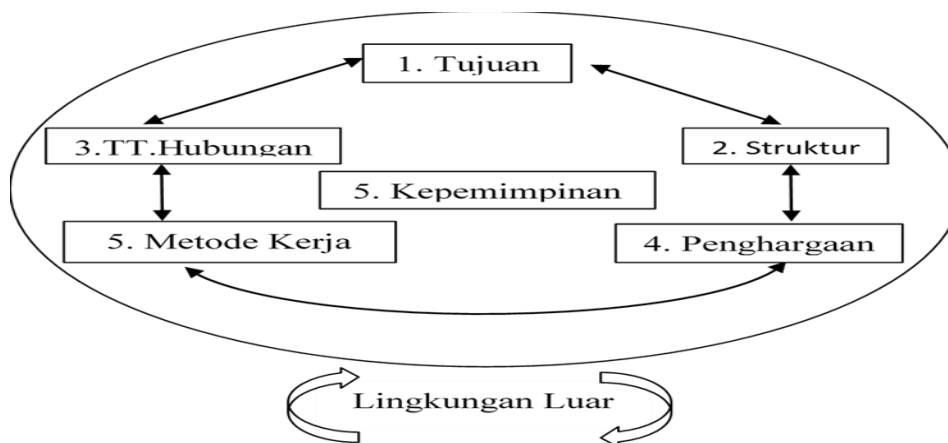 1. Tujuan
3.TT.Hubungan
2. Struktur
5. Kepemimpinan
5. Metode Kerja
4. Penghargaan
Lingkungan Luar